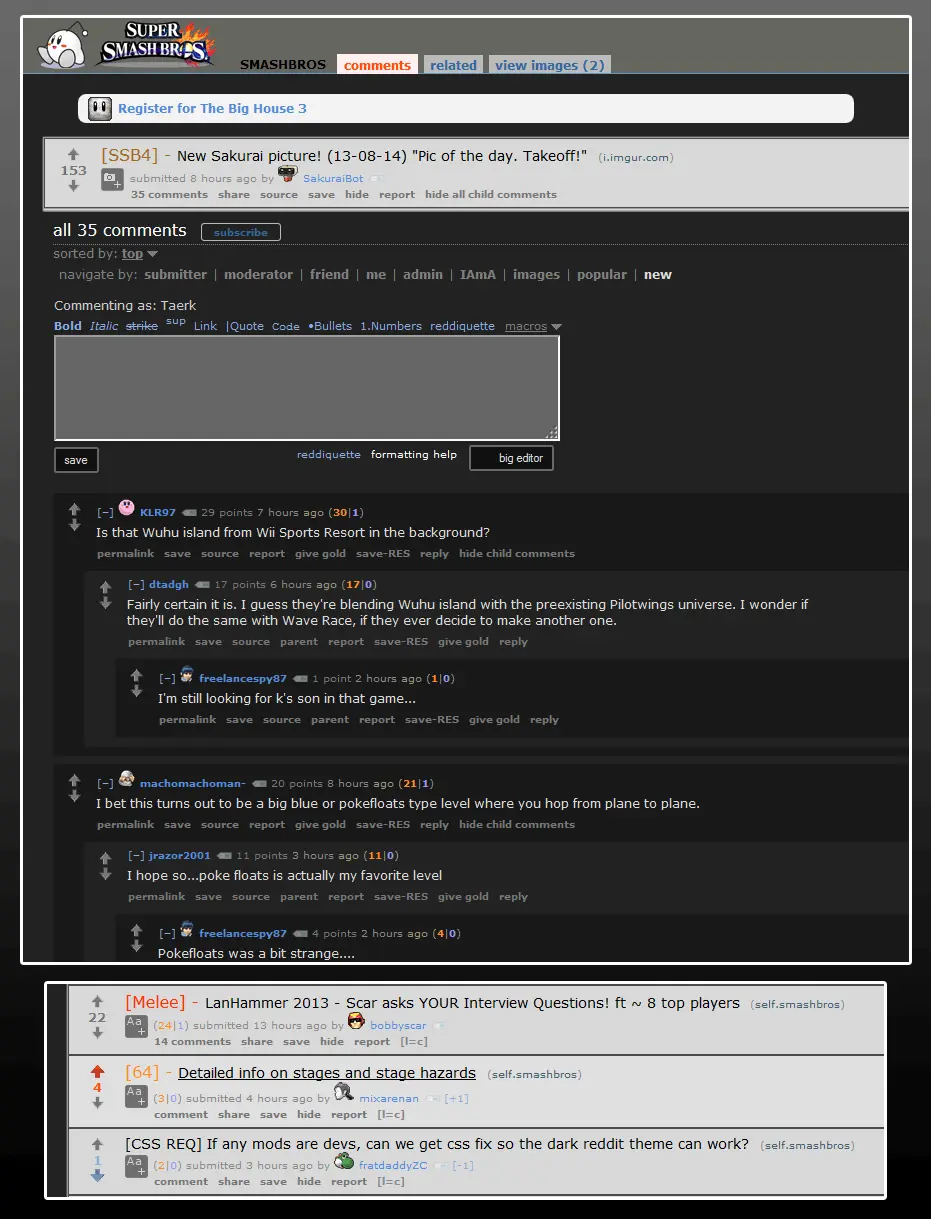 SUPER
SMASH BROS.
SMASHBROS comments related view images (2)
Register for The Big House 3
[SSB4] - New Sakurai picture! (13-08-14) "Pic of the day. Takeoff!" (i.imgur.com)
153
submitted 8 hours ago by SakuraiBot
35 comments share source save hide report hide all child comments
all 35 comments subscribe
sorted by: top
navigate by: submitter | moderator | friend | me | admin | IAmA | images | popular | new
Commenting as: Taerk
Bold Italic strike sup Link |Quote Code •Bullets 1.Numbers reddiquette macros
save reddiquette formatting help big editor
[−] KLR97 29 points 7 hours ago (30|1)
Is that Wuhu island from Wii Sports Resort in the background?
permalink save source report give gold save-RES reply hide child comments
[−] dtadgh 17 points 6 hours ago (17|0)
Fairly certain it is. I guess they're blending Wuhu island with the preexisting Pilotwings universe. I wonder if
they'll do the same with Wave Race, if they ever decide to make another one.
permalink save source parent report save-RES give gold reply
[−] freelancespy87 1 point 2 hours ago (1|0)
I'm still looking for k's son in that game...
permalink save source parent report save-RES give gold reply
[−] machomachoman- 20 points 8 hours ago (21|1)
I bet this turns out to be a big blue or pokefloats type level where you hop from plane to plane.
permalink save source report give gold save-RES reply hide child comments
[−] jrazor2001 11 points 3 hours ago (11|0)
I hope so...poke floats is actually my favorite level
permalink save source parent report save-RES give gold reply
[−] freelancespy87 4 points 2 hours ago (4|0)
Pokefloats was a bit strange....
[Melee] - LanHammer 2013 - Scar asks YOUR Interview Questions! ft ~ 8 top players (self.smashbros)
22
Aa (24|1) submitted 13 hours ago by bobbyscar
14 comments share save hide report [l=c]
[64] - Detailed info on stages and stage hazards (self.smashbros)
4
Aa (3|0) submitted 4 hours ago by mixarenan [+1]
comment share save hide report [l=c]
[CSS REQ] If any mods are devs, can we get css fix so the dark reddit theme can work? (self.smashbros)
1
Aa (2|0) submitted 3 hours ago by fratdaddyZC [-1]
comment share save hide report [l=c]